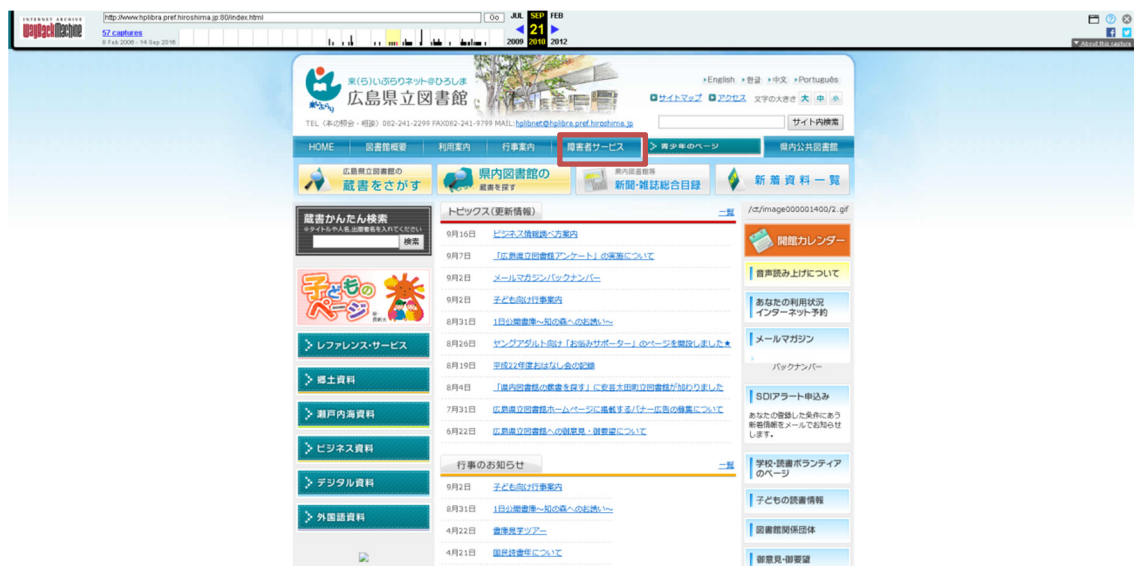 INTERNET ARCHIVE
WayBackMachine
http://www.hplibra.pref.hiroshima.jp:80/index.html
Go
JUL SEP FEB
57 captures
21
2009 2010 2012
About this capture
来(らい)ぶらりネット@ひろしま
広島県立図書館
English 한글 中文 Português
サイトマップ アクセス 文字の大きさ 大 中 小
TEL (本の照会・相談) 082-241-2299 FAX082-241-9799 MAIL:hplibnet@hplibra.pref.hiroshima.jp
サイト内検索
HOME 図書館概要 利用案内 行事案内 障害者サービス 青少年のページ 県内公共図書館
広島県立図書館の
蔵書をさがす
県内図書館の
蔵書を探す
県内図書館等
新聞・雑誌総合目録
新着資料一覧
蔵書かんたん検索
※タイトルや人名,出版者名を入れてください
検索
子どものページ
レファレンス・サービス
郷土資料
瀬戸内海資料
ビジネス資料
デジタル資料
外国語資料
トピックス(更新情報) 一覧
9月16日 ビジネス情報調べ方案内
9月7日 「広島県立図書館アンケート」の実施について
9月2日 メールマガジンバックナンバー
9月2日 子ども向け行事案内
8月31日 1日公開書庫～知の森へのお誘い～
8月26日 ヤングアダルト向け「お悩みサポーター」のページを開設しました★
8月19日 平成22年度おはなし会の記録
8月4日 「県内図書館の蔵書を探す」に安芸太田町立図書館が加わりました
7月31日 広島県立図書館ホームページに掲載するバナー広告の募集について
6月22日 広島県立図書館への御意見・御要望について
行事のお知らせ 一覧
9月2日 子ども向け行事案内
8月31日 1日公開書庫～知の森へのお誘い～
4月22日 書庫見学ツアー
4月21日 国民読書年について
/ct/image000001400/2.gif
開館カレンダー
音声読み上げについて
あなたの利用状況
インターネット予約
メールマガジン
バックナンバー
SDIアラート申込み
あなたの登録した条件にあう
新着情報をメールでお知らせ
します。
学校・読書ボランティア
のページ
子どもの読書情報
図書館関係団体
御意見・御要望